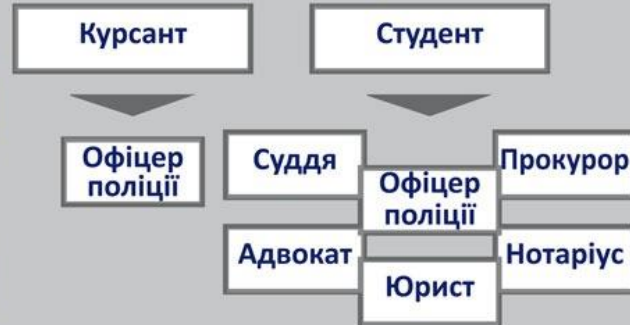 Курсант
Студент
Офіцер
поліції
Суддя
Офіцер
поліції
Прокурор
Адвокат
Юрист
Нотаріус